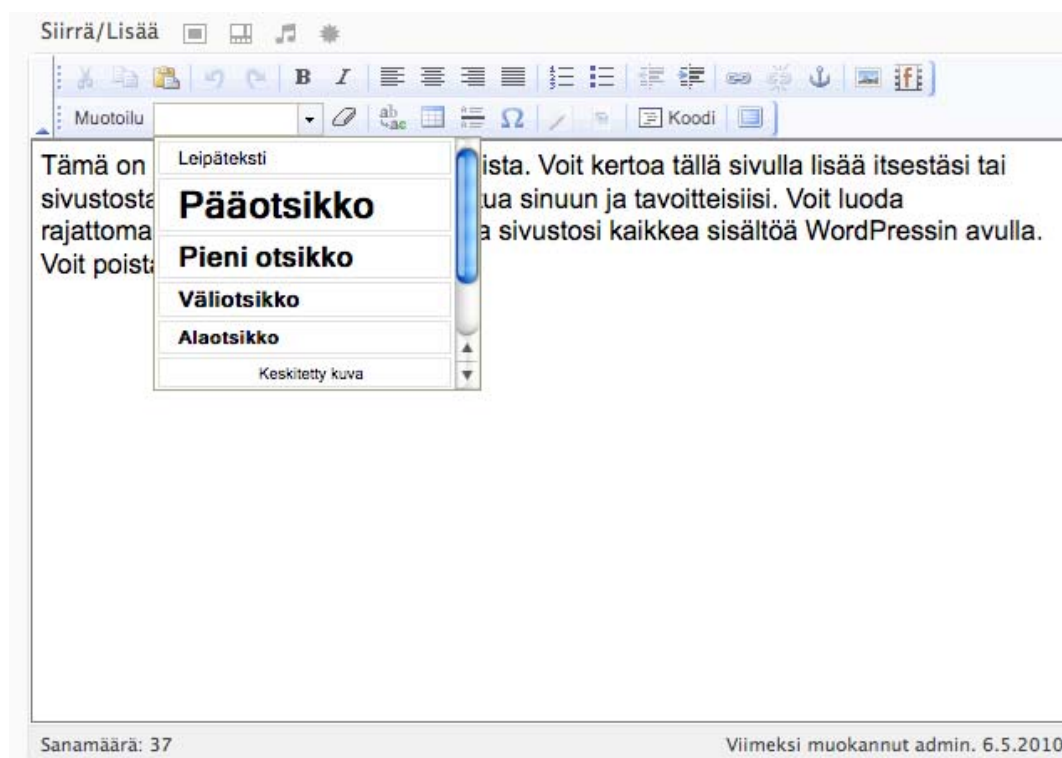 Siirrä/Lisää
B I
Muotoilu Koodi
Tämä on ista. Voit kertoa tällä sivulla lisää itsestäsi tai
sivustosta ua sinuun ja tavoitteisiisi. Voit luoda
rajattoma a sivustosi kaikkea sisältöä WordPressin avulla.
Voit poista
Leipäteksti
Pääotsikko
Pieni otsikko
Väliotsikko
Alaotsikko
Keskitetty kuva
Sanamäärä: 37 Viimeksi muokannut admin. 6.5.2010